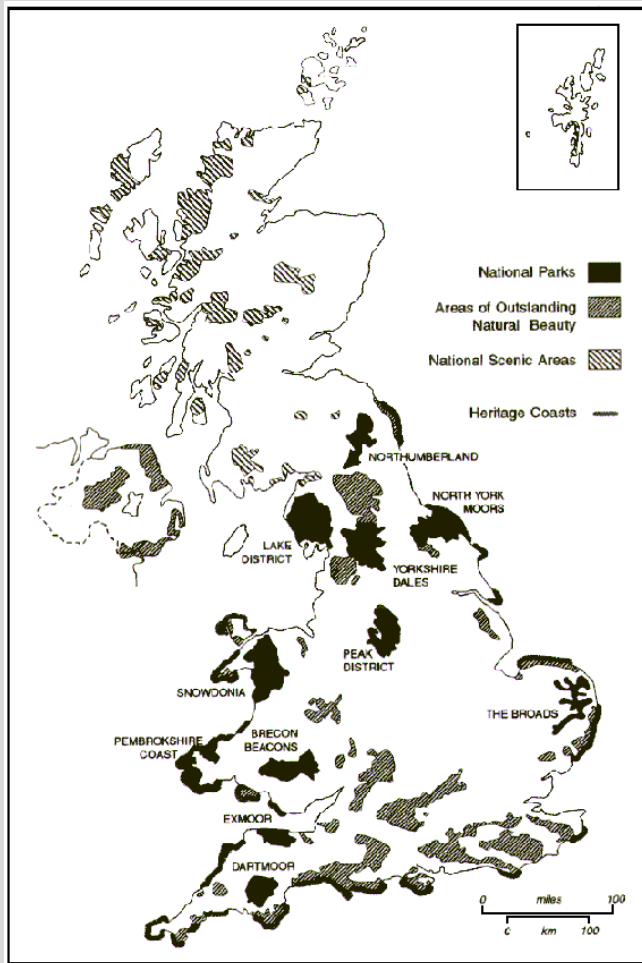 National Parks
Areas of Outstanding
Natural Beauty
National Scenic Areas
Heritage Coasts
NORTHUMBERLAND
NORTH YORK
MOORS
LAKE
DISTRICT
YORKSHIRE
DALES
PEAK
DISTRICT
SNOWDONIA
THE BROADS
PEMBROKSHIRE
COAST
BRECON
BEACONS
EXMOOR
DARTMOOR
0 miles 100
0 km 100